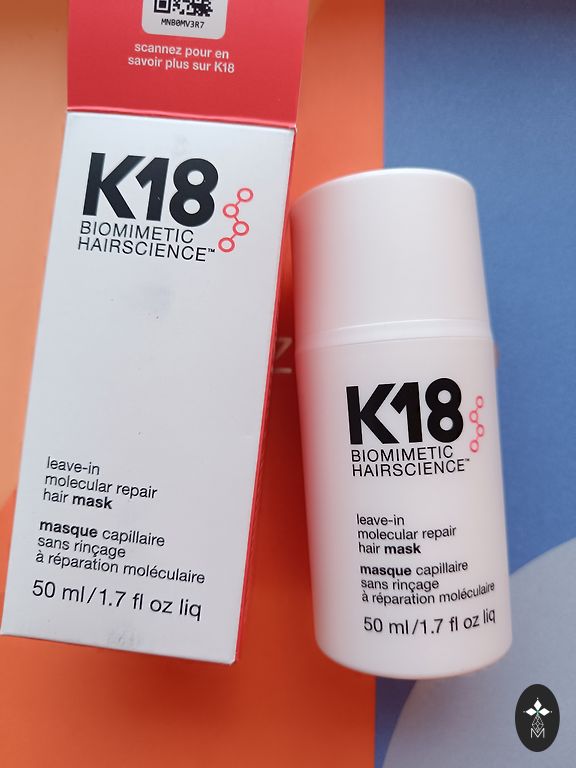 MNB0MV3R7
scannez pour en
savoir plus sur K18
K18
BIOMIMETIC
HAIRSCIENCE™
leave-in
molecular repair
hair mask
masque capillaire
sans rinçage
à réparation moléculaire
50 ml/1.7 fl oz liq
K18
BIOMIMETIC
HAIRSCIENCE™
leave-in
molecular repair
hair mask
masque capillaire
sans rinçage
à réparation moléculaire
50 ml/1.7 fl oz liq
Z
M